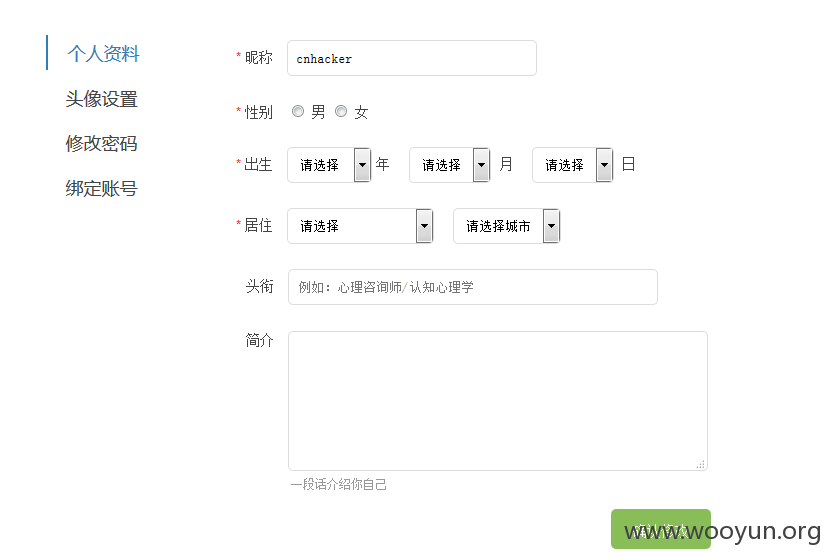 个人资料
头像设置
修改密码
绑定账号
* 昵称 cnhacker
* 性别 男 女
* 出生 请选择 年 请选择 月 请选择 日
* 居住 请选择 请选择城市
头衔 例如：心理咨询师/认知心理学
简介
一段话介绍你自己
www.wooyun.org